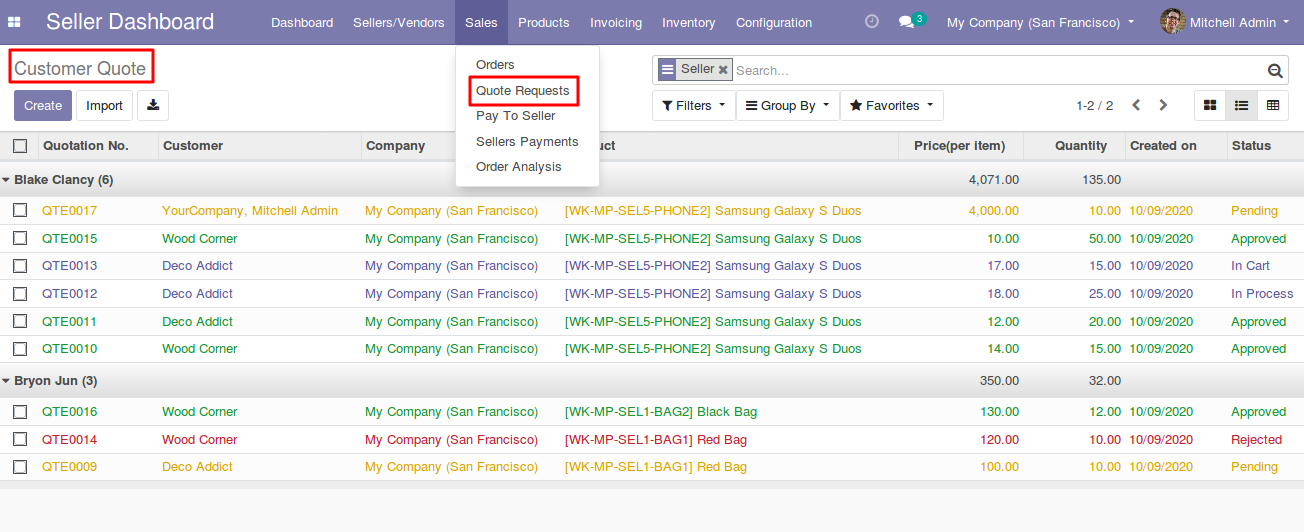 Seller Dashboard Dashboard Sellers/Vendors Sales Products Invoicing Inventory Configuration 3 My Company (San Francisco) Mitchell Admin
Customer Quote
Seller Search...
Create Import
Filters Group By Favorites 1-2 / 2
Orders
Quote Requests
Pay To Seller
Sellers Payments
Order Analysis
Quotation No. Customer Company uct Price(per item) Quantity Created on Status
Blake Clancy (6) 4,071.00 135.00
QTE0017 YourCompany, Mitchell Admin My Company (San Francisco) [WK-MP-SEL5-PHONE2] Samsung Galaxy S Duos 4,000.00 10.00 10/09/2020 Pending
QTE0015 Wood Corner My Company (San Francisco) [WK-MP-SEL5-PHONE2] Samsung Galaxy S Duos 10.00 50.00 10/09/2020 Approved
QTE0013 Deco Addict My Company (San Francisco) [WK-MP-SEL5-PHONE2] Samsung Galaxy S Duos 17.00 15.00 10/09/2020 In Cart
QTE0012 Deco Addict My Company (San Francisco) [WK-MP-SEL5-PHONE2] Samsung Galaxy S Duos 18.00 25.00 10/09/2020 In Process
QTE0011 Deco Addict My Company (San Francisco) [WK-MP-SEL5-PHONE2] Samsung Galaxy S Duos 12.00 20.00 10/09/2020 Approved
QTE0010 Wood Corner My Company (San Francisco) [WK-MP-SEL5-PHONE2] Samsung Galaxy S Duos 14.00 15.00 10/09/2020 Approved
Bryon Jun (3) 350.00 32.00
QTE0016 Wood Corner My Company (San Francisco) [WK-MP-SEL1-BAG2] Black Bag 130.00 12.00 10/09/2020 Approved
QTE0014 Wood Corner My Company (San Francisco) [WK-MP-SEL1-BAG1] Red Bag 120.00 10.00 10/09/2020 Rejected
QTE0009 Deco Addict My Company (San Francisco) [WK-MP-SEL1-BAG1] Red Bag 100.00 10.00 10/09/2020 Pending